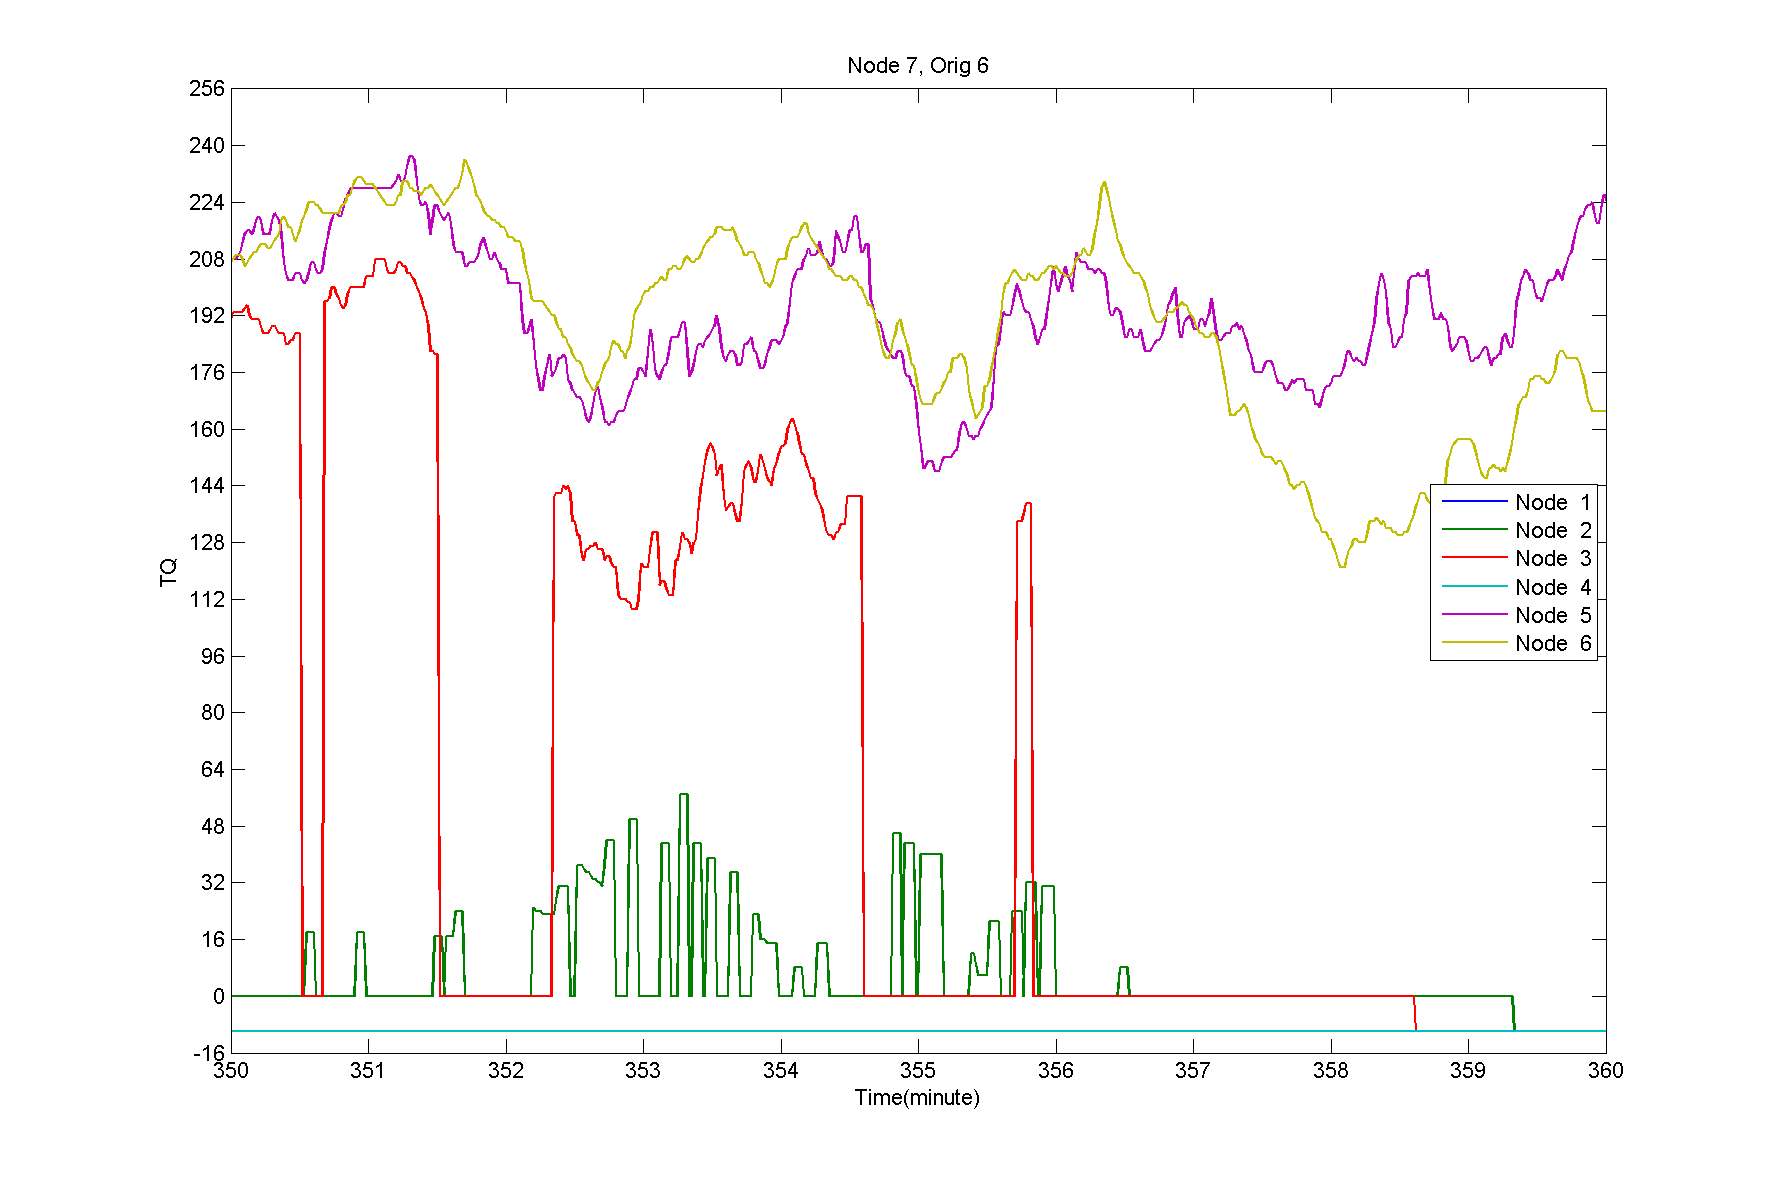 Node 7, Orig 6
256
240
224
208
192
176
160
144
128
112
96
80
64
48
32
16
0
-16
TQ
Node 1
Node 2
Node 3
Node 4
Node 5
Node 6
350 351 352 353 354 355 356 357 358 359 360
Time(minute)